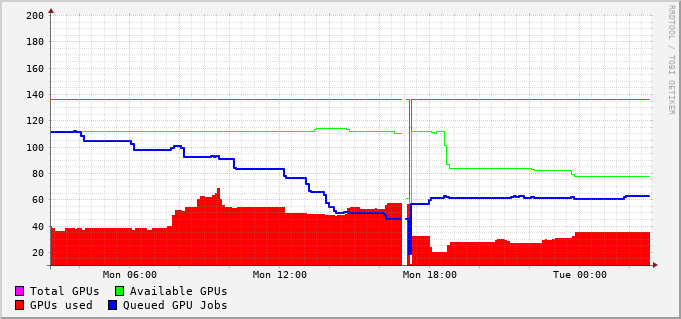 200
180
160
140
120
100
80
60
40
20
Mon 06:00 Mon 12:00 Mon 18:00 Tue 00:00
Total GPUs Available GPUs
GPUs used Queued GPU Jobs
RRDTOOL / TOBI OETIKER